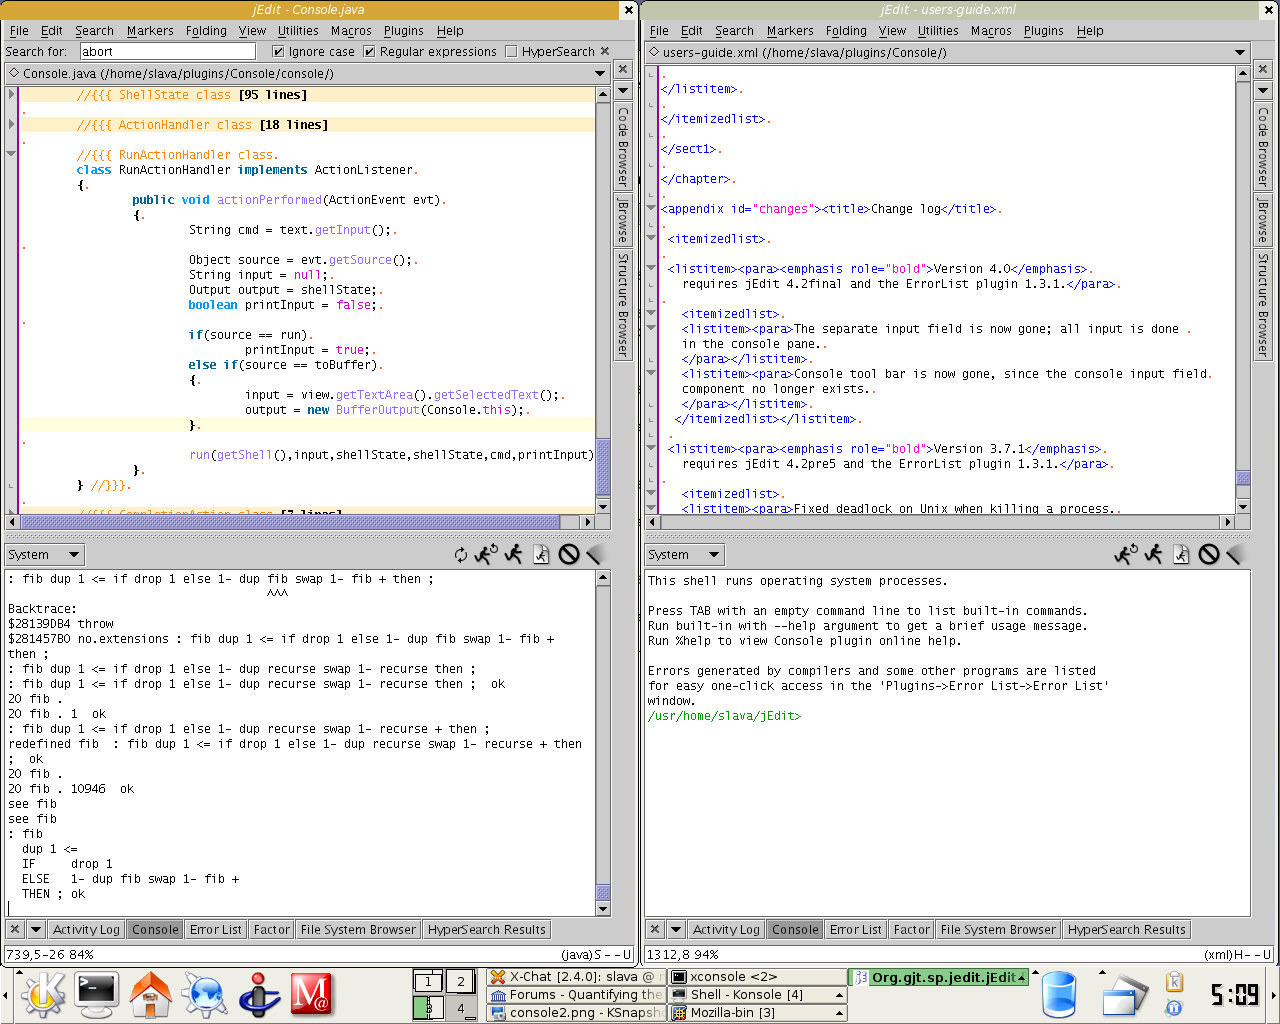 jEdit - Console.java
File Edit Search Markers Folding View Utilities Macros Plugins Help
Search for: abort Ignore case Regular expressions HyperSearch
Console.java (/home/slava/plugins/Console/console/)
//{{{ ShellState class [95 lines]
.
//{{{ ActionHandler class [18 lines]
.
//{{{ RunActionHandler class.
class RunActionHandler implements ActionListener.
{.
public void actionPerformed(ActionEvent evt).
{.
String cmd = text.getInput();.
.
Object source = evt.getSource();.
String input = null;.
Output output = shellState;.
boolean printInput = false;.
.
if(source == run).
printInput = true;.
else if(source == toBuffer).
{.
input = view.getTextArea().getSelectedText();.
output = new BufferOutput(Console.this);.
}.
.
run(getShell(),input,shellState,shellState,cmd,printInput)
}.
} //}}}.
.
//{{{ CompletionAction class [7 lines]
Code Browser
JBrowse
Structure Browser
System
: fib dup 1 <= if drop 1 else 1- dup fib swap 1- fib + then ;
^^^
Backtrace:
$28139DB4 throw
$281457B0 no.extensions : fib dup 1 <= if drop 1 else 1- dup fib swap 1- fib +
then ;
: fib dup 1 <= if drop 1 else 1- dup recurse swap 1- recurse then ;
: fib dup 1 <= if drop 1 else 1- dup recurse swap 1- recurse then ;  ok
20 fib .
20 fib . 1  ok
: fib dup 1 <= if drop 1 else 1- dup recurse swap 1- recurse + then ;
redefined fib  : fib dup 1 <= if drop 1 else 1- dup recurse swap 1- recurse + then
;  ok
20 fib .
20 fib . 10946  ok
see fib
see fib
: fib
dup 1 <=
IF     drop 1
ELSE   1- dup fib swap 1- fib +
THEN ; ok
Activity Log Console Error List Factor File System Browser HyperSearch Results
739,5-26 84% (java)S - - U
jEdit - users-guide.xml
File Edit Search Markers Folding View Utilities Macros Plugins Help
users-guide.xml (/home/slava/plugins/Console/)
.
</listitem>.
.
</itemizedlist>.
.
</sect1>.
.
</chapter>.
.
<appendix id="changes"><title>Change log</title>.
.
<itemizedlist>.
.
<listitem><para><emphasis role="bold">Version 4.0</emphasis>.
requires jEdit 4.2final and the ErrorList plugin 1.3.1.</para>.
.
<itemizedlist>.
<listitem><para>The separate input field is now gone; all input is done .
in the console pane..
</para></listitem>.
<listitem><para>Console tool bar is now gone, since the console input field.
component no longer exists..
</para></listitem>.
</itemizedlist></listitem>.
.
<listitem><para><emphasis role="bold">Version 3.7.1</emphasis>.
requires jEdit 4.2pre5 and the ErrorList plugin 1.3.1.</para>.
.
<itemizedlist>.
<listitem><para>Fixed deadlock on Unix when killing a process..
Code Browser
JBrowse
Structure Browser
System
This shell runs operating system processes.
Press TAB with an empty command line to list built-in commands.
Run built-in with --help argument to get a brief usage message.
Run %help to view Console plugin online help.
Errors generated by compilers and some other programs are listed
for easy one-click access in the 'Plugins->Error List->Error List'
window.
/usr/home/slava/jEdit>
Activity Log Console Error List Factor File System Browser HyperSearch Results
1312,8 94% (xml)H - - U
M@
1 2
3 4
X-Chat [2.4.0]: slava @ r
Forums - Quantifying the
console2.png - KSnapsh
xconsole <2>
Shell - Konsole [4]
Mozilla-bin [3]
Org.gjt.sp.jedit.jEdit
5:09